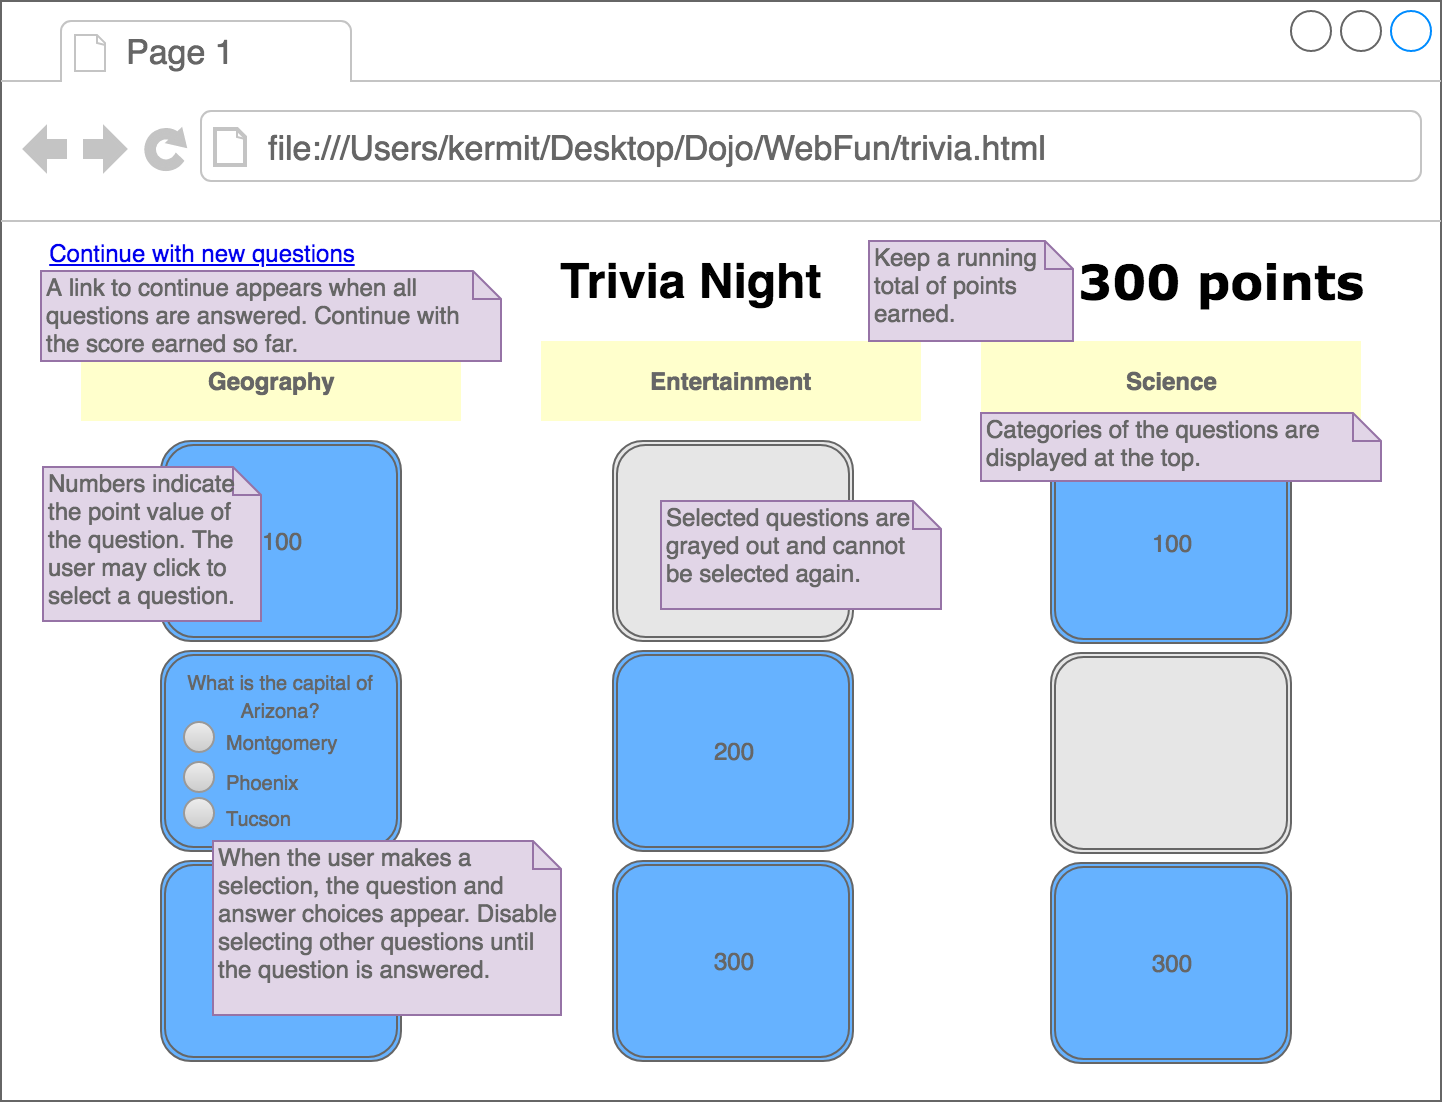 Page 1
file:///Users/kermit/Desktop/Dojo/WebFun/trivia.html
Continue with new questions
A link to continue appears when all
questions are answered. Continue with
the score earned so far.
Trivia Night
Keep a running
total of points
earned.
300 points
Geography
Entertainment
Science
Categories of the questions are
displayed at the top.
Numbers indicate
the point value of
the question. The
user may click to
select a question.
100
Selected questions are
grayed out and cannot
be selected again.
100
What is the capital of
Arizona?
Montgomery
Phoenix
Tucson
200
When the user makes a
selection, the question and
answer choices appear. Disable
selecting other questions until
the question is answered.
300
300